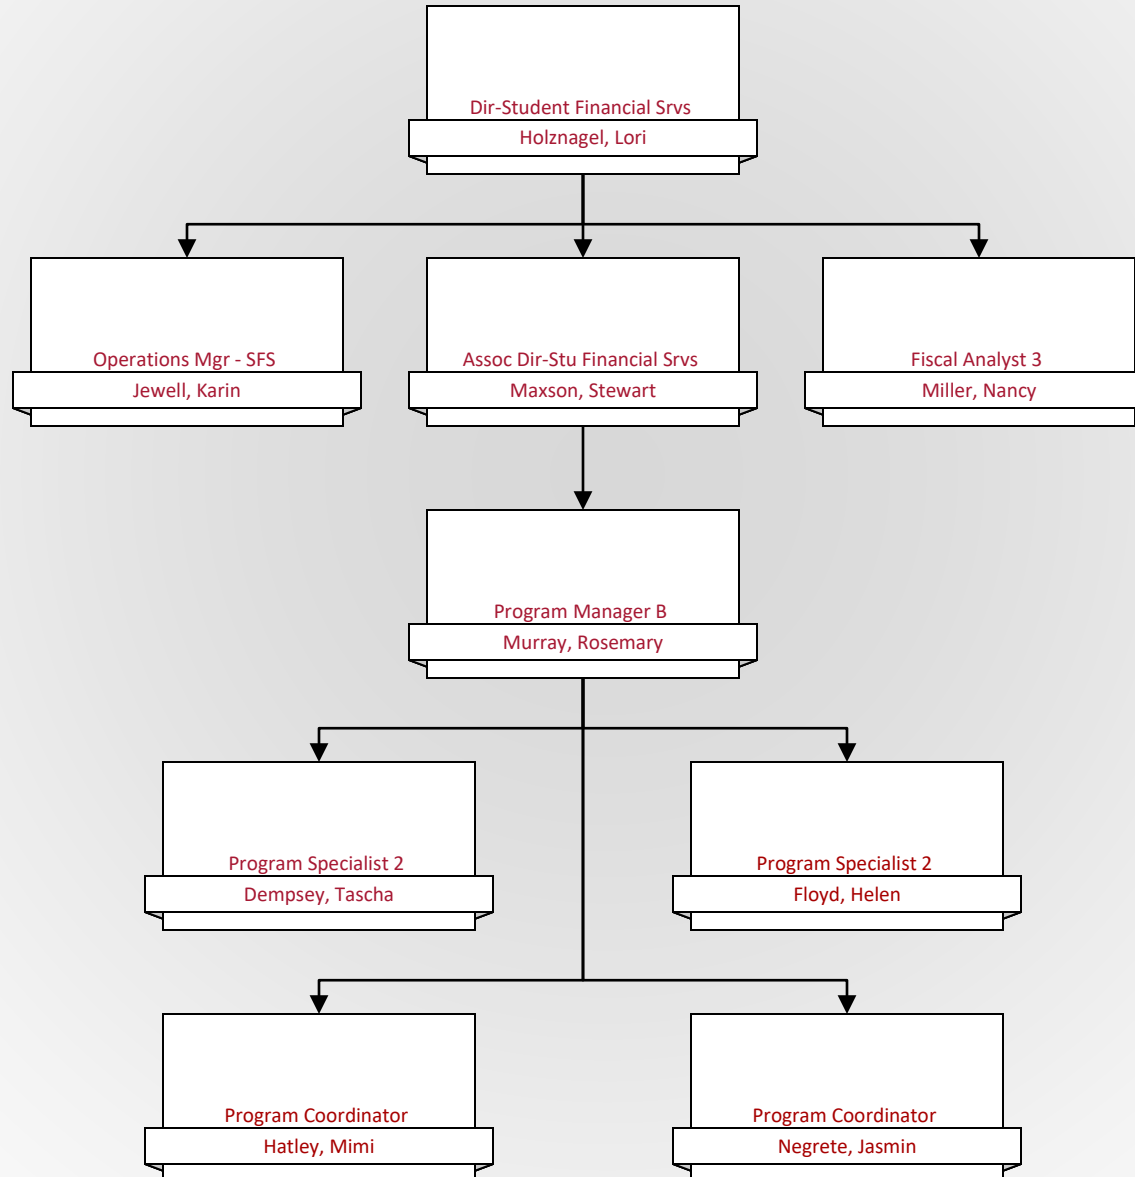 Dir-Student Financial Srvs
Holznagel, Lori
Operations Mgr - SFS
Jewell, Karin
Assoc Dir-Stu Financial Srvs
Maxson, Stewart
Fiscal Analyst 3
Miller, Nancy
Program Manager B
Murray, Rosemary
Program Specialist 2
Dempsey, Tascha
Program Specialist 2
Floyd, Helen
Program Coordinator
Hatley, Mimi
Program Coordinator
Negrete, Jasmin